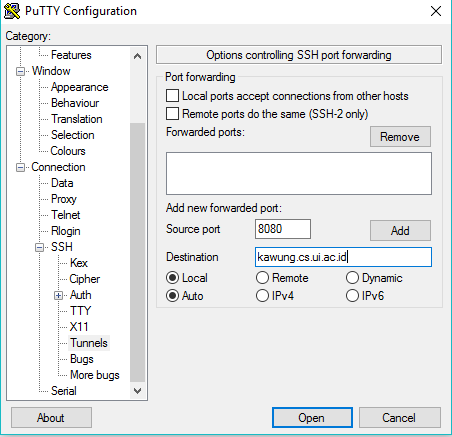 PuTTY Configuration
Category:
Features
Window
Appearance
Behaviour
Translation
Selection
Colours
Connection
Data
Proxy
Telnet
Rlogin
SSH
Kex
Cipher
Auth
TTY
X11
Tunnels
Bugs
More bugs
Serial
Options controlling SSH port forwarding
Port forwarding
Local ports accept connections from other hosts
Remote ports do the same (SSH-2 only)
Forwarded ports:
Remove
Add new forwarded port:
Source port 8080 Add
Destination kawung.cs.ui.ac.id
Local Remote Dynamic
Auto IPv4 IPv6
About Open Cancel